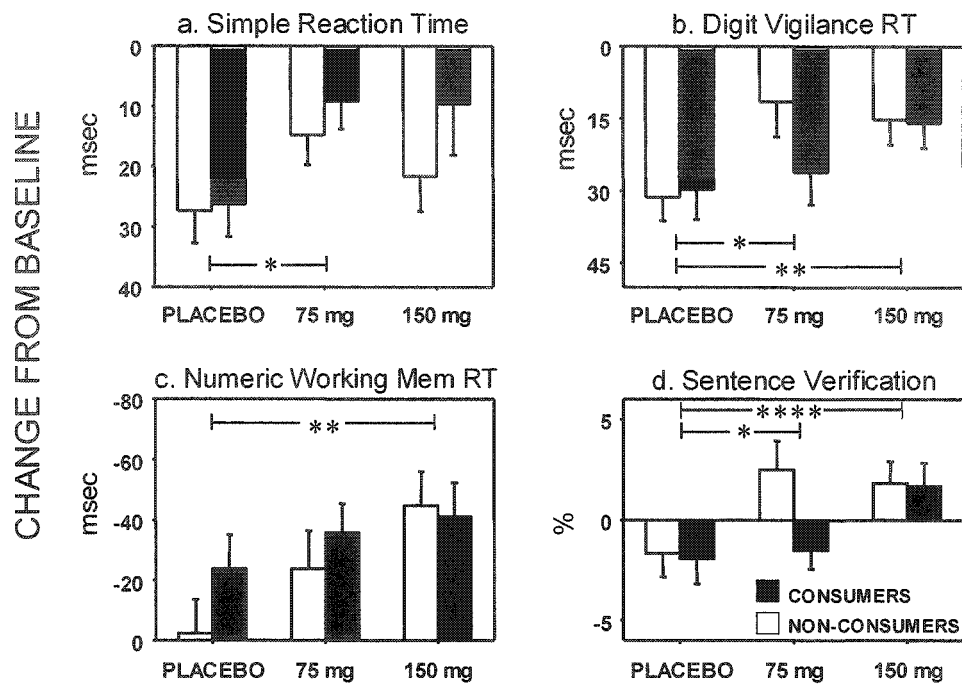 CHANGE FROM BASELINE
a. Simple Reaction Time
msec
0
10
20
30
40
*
PLACEBO 75 mg 150 mg
b. Digit Vigilance RT
msec
0
15
30
45
*
**
PLACEBO 75 mg 150 mg
c. Numeric Working Mem RT
msec
-80
-60
-40
-20
0
**
PLACEBO 75 mg 150 mg
d. Sentence Verification
%
5
0
-5
****
*
CONSUMERS
NON-CONSUMERS
PLACEBO 75 mg 150 mg